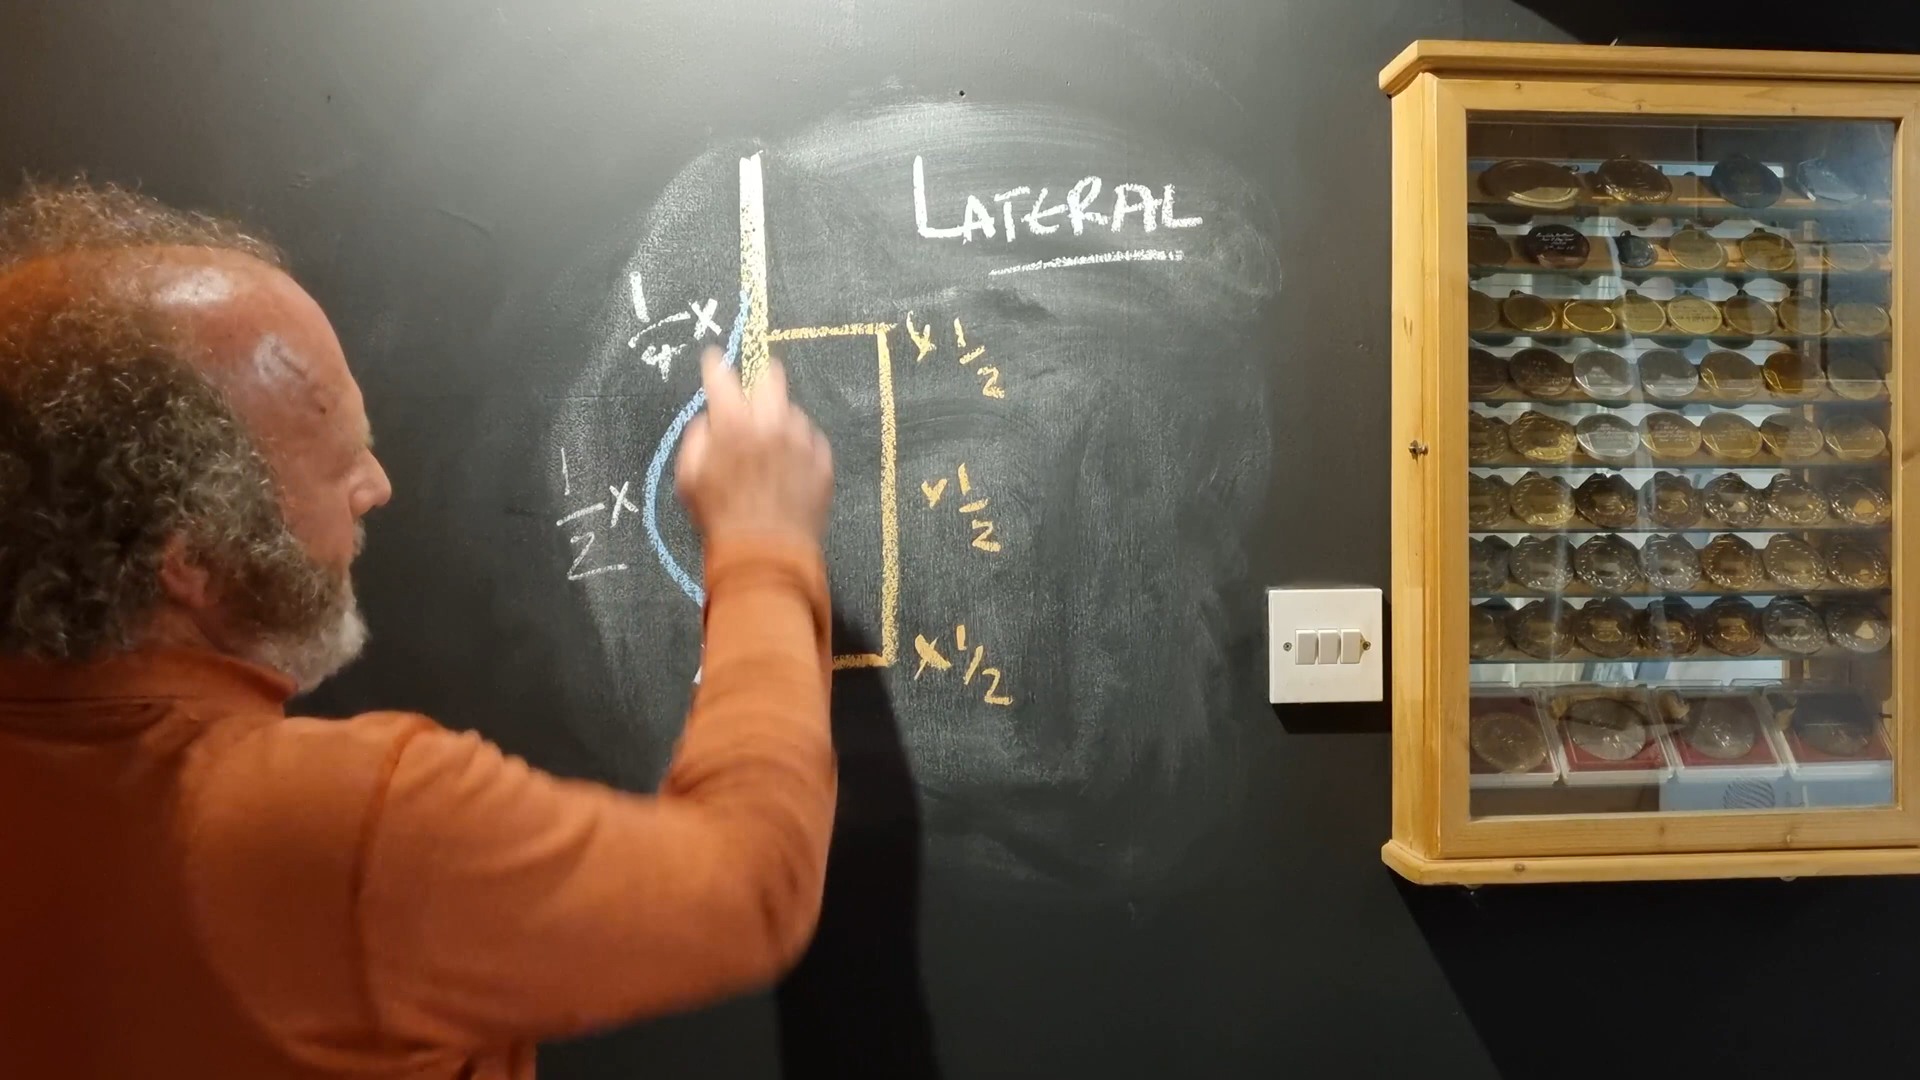 LATERAL
1/4 x
x 1/2
1/2 x
x 1/2
x 1/2